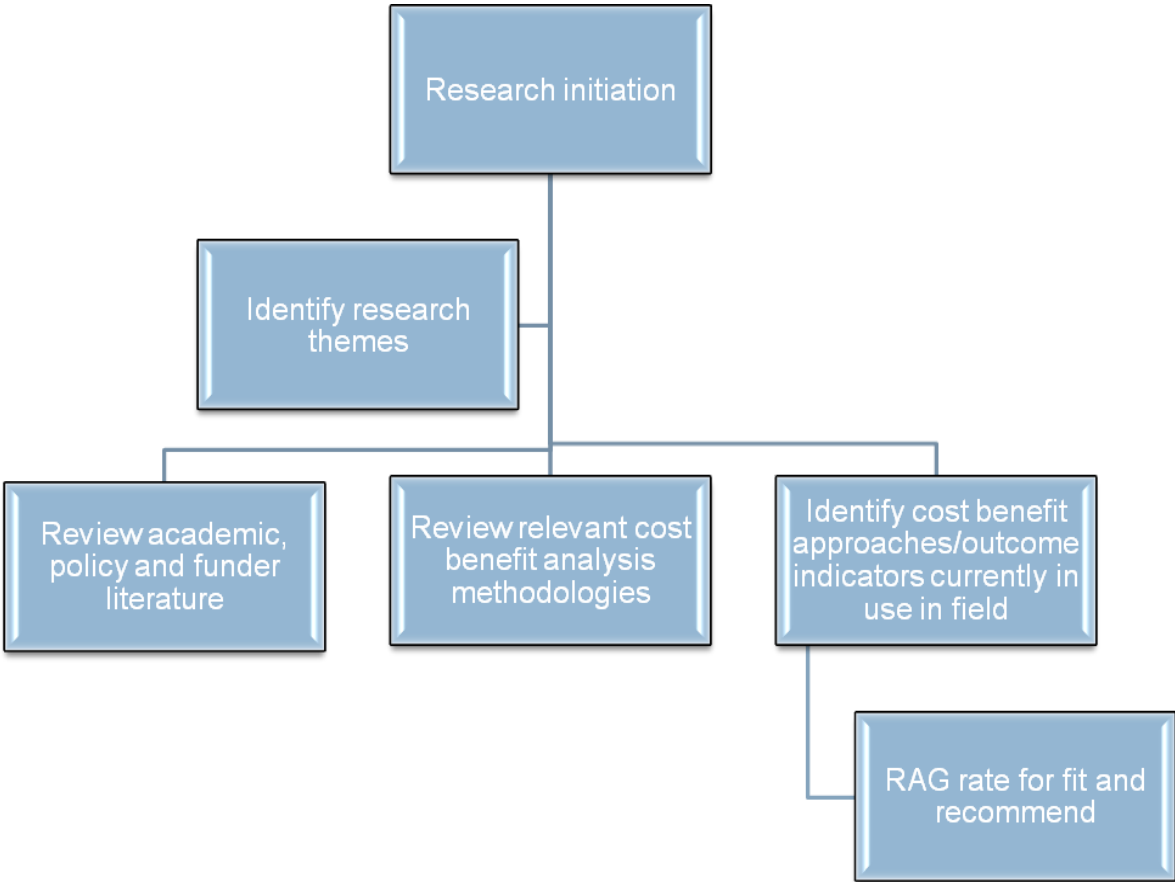 Research initiation
Identify research
themes
Review academic,
policy and funder
literature
Review relevant cost
benefit analysis
methodologies
Identify cost benefit
approaches/outcome
indicators currently in
use in field
RAG rate for fit and
recommend